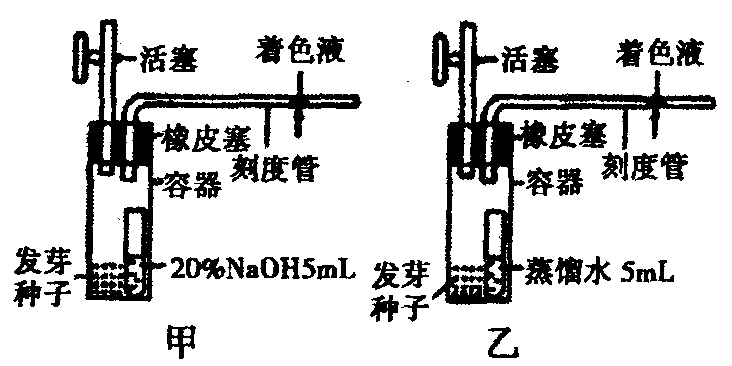 活塞
着色液
橡皮塞
刻度管
容器
发芽
种子
20%NaOH5mL
甲
活塞
着色液
橡皮塞
刻度管
容器
发芽
种子
蒸馏水 5mL
乙